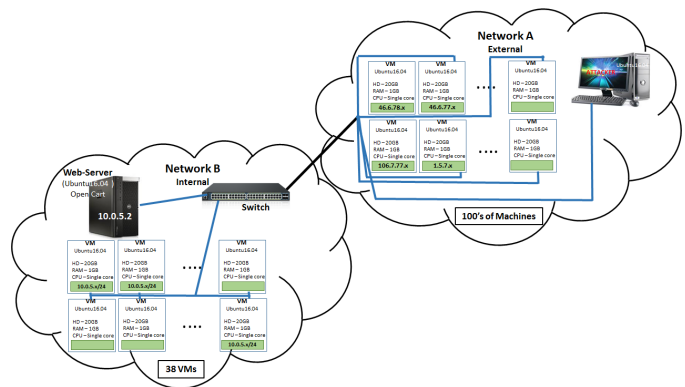 Network A
External
VM
Ubuntu16.04
HD–20GB
RAM–1GB
CPU–Single core
46.6.78.x
VM
Ubuntu16.04
HD–20GB
RAM–1GB
CPU–Single core
46.6.77.x
....
VM
Ubuntu16.04
HD–20GB
RAM–1GB
CPU–Single core
Ubuntu16.04
ATTACKER
VM
Ubuntu16.04
HD–20GB
RAM–1GB
CPU–Single core
106.7.77.x
VM
Ubuntu16.04
HD–20GB
RAM–1GB
CPU–Single core
1.5.7.x
....
VM
Ubuntu16.04
HD–20GB
RAM–1GB
CPU–Single core
100's of Machines
Network B
Internal
Web-Server
(Ubuntu16.04 )
Open Cart
10.0.5.2
Switch
VM
Ubuntu16.04
HD–20GB
RAM–1GB
CPU–Single core
10.0.5.x/24
VM
Ubuntu16.04
HD–20GB
RAM–1GB
CPU–Single core
10.0.5.x/24
....
VM
Ubuntu16.04
HD–20GB
RAM–1GB
CPU–Single core
VM
Ubuntu16.04
HD–20GB
RAM–1GB
CPU–Single core
VM
Ubuntu16.04
HD–20GB
RAM–1GB
CPU–Single core
....
VM
Ubuntu16.04
HD–20GB
RAM–1GB
CPU–Single core
10.0.5.x/24
38 VMs